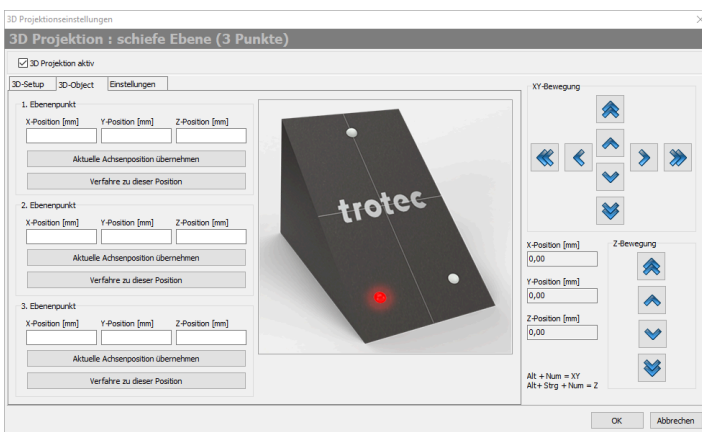 3D Projektionseinstellungen
3D Projektion : schiefe Ebene (3 Punkte)
3D Projektion aktiv
3D-Setup 3D-Object Einstellungen
1. Ebenenpunkt
X-Position [mm] Y-Position [mm] Z-Position [mm]
Aktuelle Achsenposition übernehmen
Verfahre zu dieser Position
2. Ebenenpunkt
X-Position [mm] Y-Position [mm] Z-Position [mm]
Aktuelle Achsenposition übernehmen
Verfahre zu dieser Position
3. Ebenenpunkt
X-Position [mm] Y-Position [mm] Z-Position [mm]
Aktuelle Achsenposition übernehmen
Verfahre zu dieser Position
trotec
XY-Bewegung
X-Position [mm]
0,00
Y-Position [mm]
0,00
Z-Position [mm]
0,00
Z-Bewegung
Alt + Num = XY
Alt+ Strg + Num = Z
OK Abbrechen